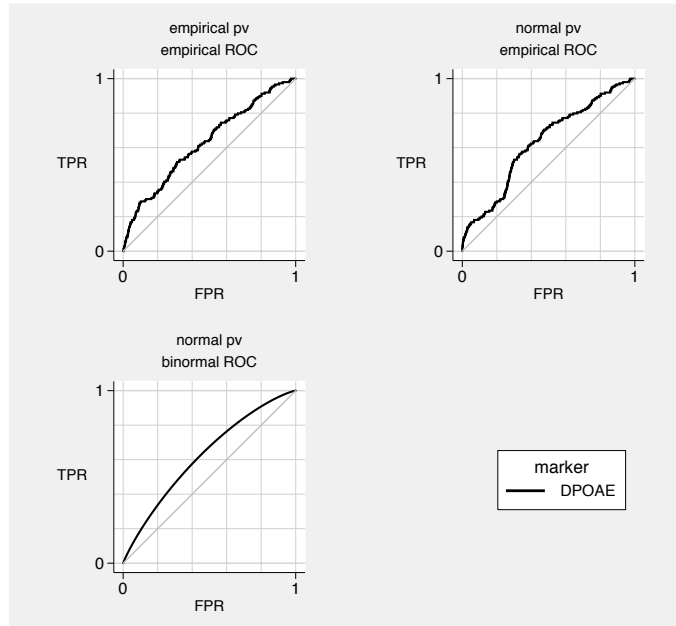 empirical pv
empirical ROC
1
TPR
0
0
1
FPR
normal pv
empirical ROC
1
TPR
0
0
1
FPR
normal pv
binormal ROC
1
TPR
0
0
1
FPR
marker
DPOAE